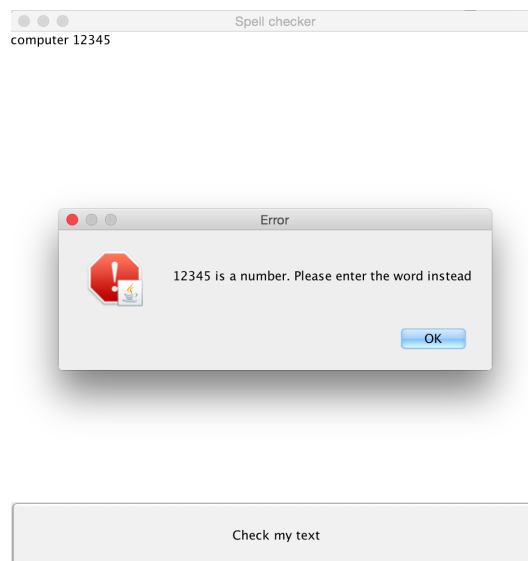 Spell checker
computer 12345
Error
12345 is a number. Please enter the word instead
OK
Check my text